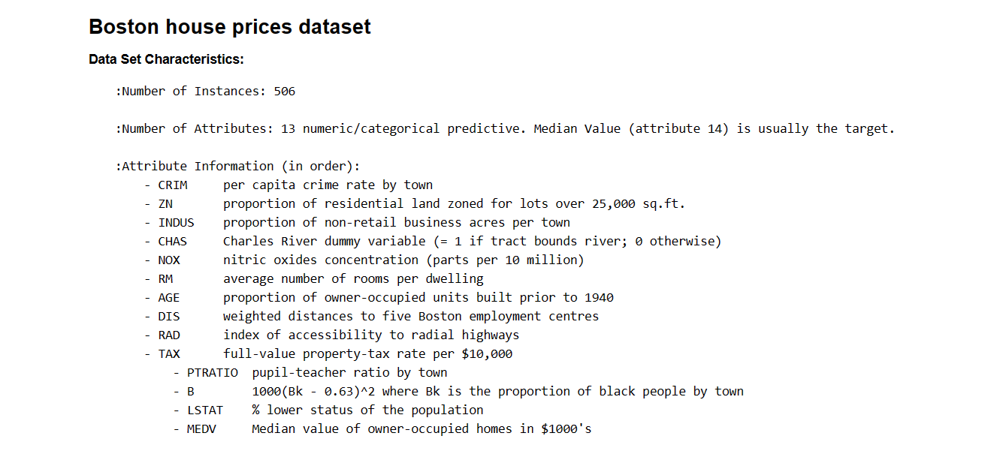 Boston house prices dataset
Data Set Characteristics:
:Number of Instances: 506
:Number of Attributes: 13 numeric/categorical predictive. Median Value (attribute 14) is usually the target.
:Attribute Information (in order):
- CRIM     per capita crime rate by town
- ZN       proportion of residential land zoned for lots over 25,000 sq.ft.
- INDUS    proportion of non-retail business acres per town
- CHAS     Charles River dummy variable (= 1 if tract bounds river; 0 otherwise)
- NOX      nitric oxides concentration (parts per 10 million)
- RM       average number of rooms per dwelling
- AGE      proportion of owner-occupied units built prior to 1940
- DIS      weighted distances to five Boston employment centres
- RAD      index of accessibility to radial highways
- TAX      full-value property-tax rate per $10,000
- PTRATIO  pupil-teacher ratio by town
- B        1000(Bk - 0.63)^2 where Bk is the proportion of black people by town
- LSTAT    % lower status of the population
- MEDV     Median value of owner-occupied homes in $1000's